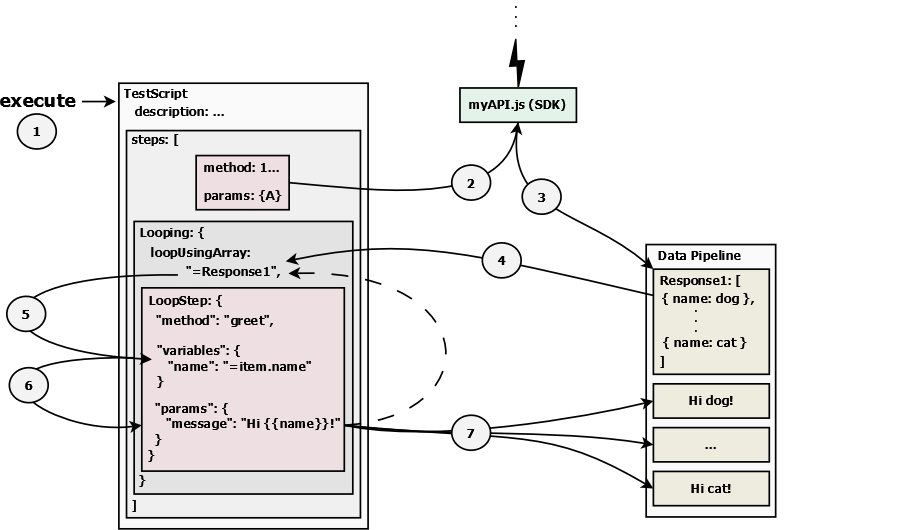 execute
1
TestScript
description: ...
steps: [
method: 1...
params: {A}
Looping: {
loopUsingArray:
"=Response1",
LoopStep: {
"method": "greet",
"variables": {
"name": "=item.name"
}
"params": {
"message": "Hi {{name}}!"
}
}
}
]
myAPI.js (SDK)
2
3
4
5
6
7
Data Pipeline
Response1: [
{ name: dog },
{ name: cat }
]
Hi dog!
...
Hi cat!